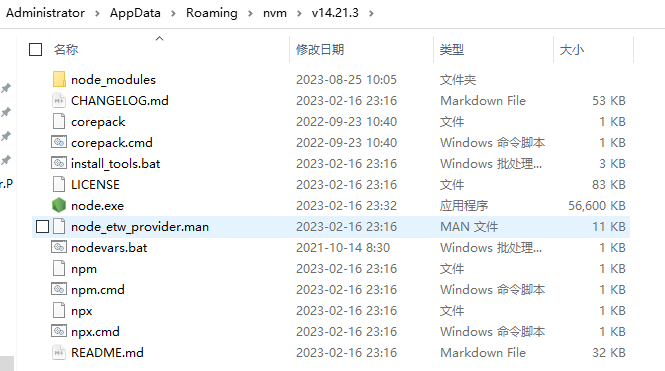 Administrator > AppData > Roaming > nvm > v14.21.3 >
名称 修改日期 类型 大小
node_modules 2023-08-25 10:05 文件夹
CHANGELOG.md 2023-02-16 23:16 Markdown File 53 KB
corepack 2022-09-23 10:40 文件 1 KB
corepack.cmd 2022-09-23 10:40 Windows 命令脚本 1 KB
install_tools.bat 2023-02-16 23:16 Windows 批处理... 3 KB
LICENSE 2023-02-16 23:16 文件 83 KB
r.P
node.exe 2023-02-16 23:32 应用程序 56,600 KB
node_etw_provider.man 2023-02-16 23:16 MAN 文件 11 KB
nodevars.bat 2021-10-14 8:30 Windows 批处理... 1 KB
npm 2023-02-16 23:16 文件 1 KB
npm.cmd 2023-02-16 23:16 Windows 命令脚本 1 KB
npx 2023-02-16 23:16 文件 1 KB
npx.cmd 2023-02-16 23:16 Windows 命令脚本 1 KB
README.md 2023-02-16 23:16 Markdown File 32 KB